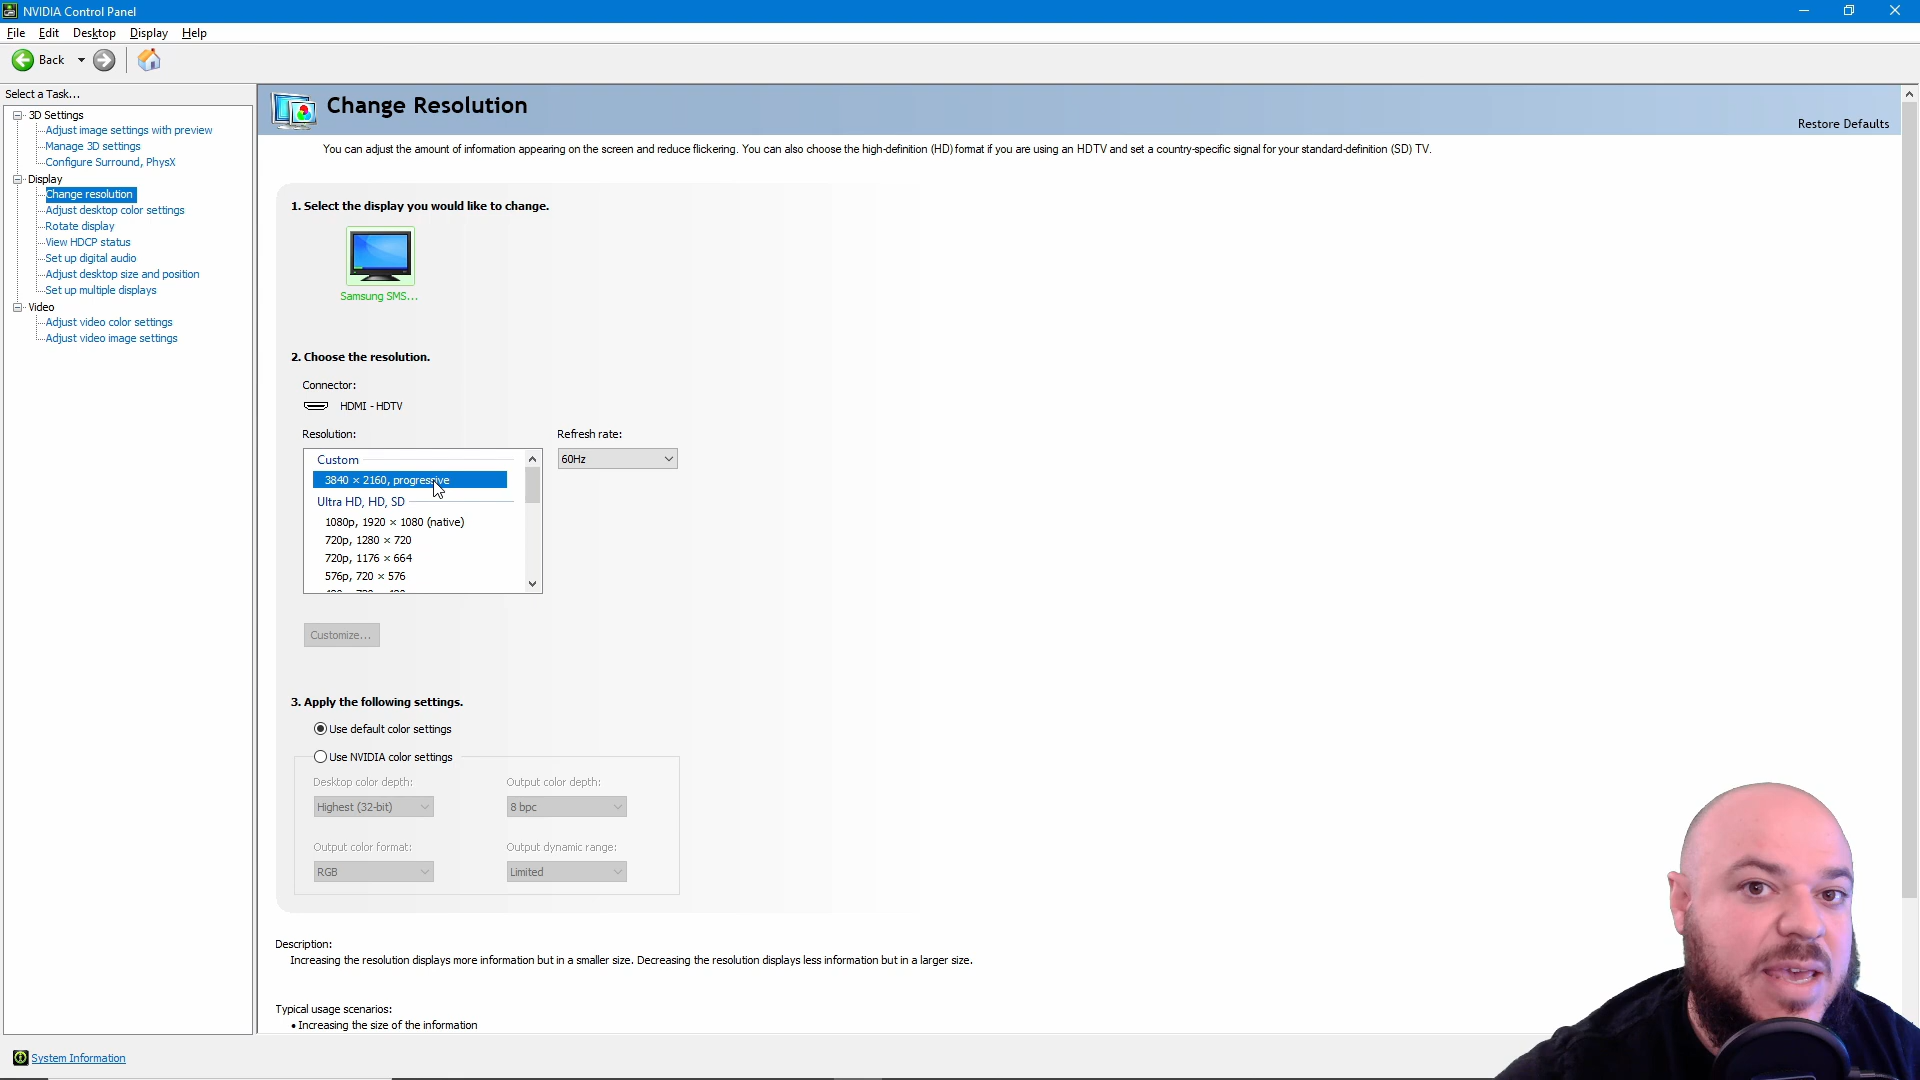 NVIDIA Control Panel
File Edit Desktop Display Help
Back
Select a Task...
3D Settings
Adjust image settings with preview
Manage 3D settings
Configure Surround, PhysX
Display
Change resolution
Adjust desktop color settings
Rotate display
View HDCP status
Set up digital audio
Adjust desktop size and position
Set up multiple displays
Video
Adjust video color settings
Adjust video image settings
System Information
Change Resolution
Restore Defaults
You can adjust the amount of information appearing on the screen and reduce flickering. You can also choose the high-definition (HD) format if you are using an HDTV and set a country-specific signal for your standard-definition (SD) TV.
1. Select the display you would like to change.
Samsung SMS...
2. Choose the resolution.
Connector:
HDMI - HDTV
Resolution:
Refresh rate:
60Hz
Custom
3840 × 2160, progressive
Ultra HD, HD, SD
1080p, 1920 × 1080 (native)
720p, 1280 × 720
720p, 1176 × 664
576p, 720 × 576
Customize...
3. Apply the following settings.
Use default color settings
Use NVIDIA color settings
Desktop color depth:
Output color depth:
Highest (32-bit)
8 bpc
Output color format:
Output dynamic range:
RGB
Limited
Description:
Increasing the resolution displays more information but in a smaller size. Decreasing the resolution displays less information but in a larger size.
Typical usage scenarios:
• Increasing the size of the information